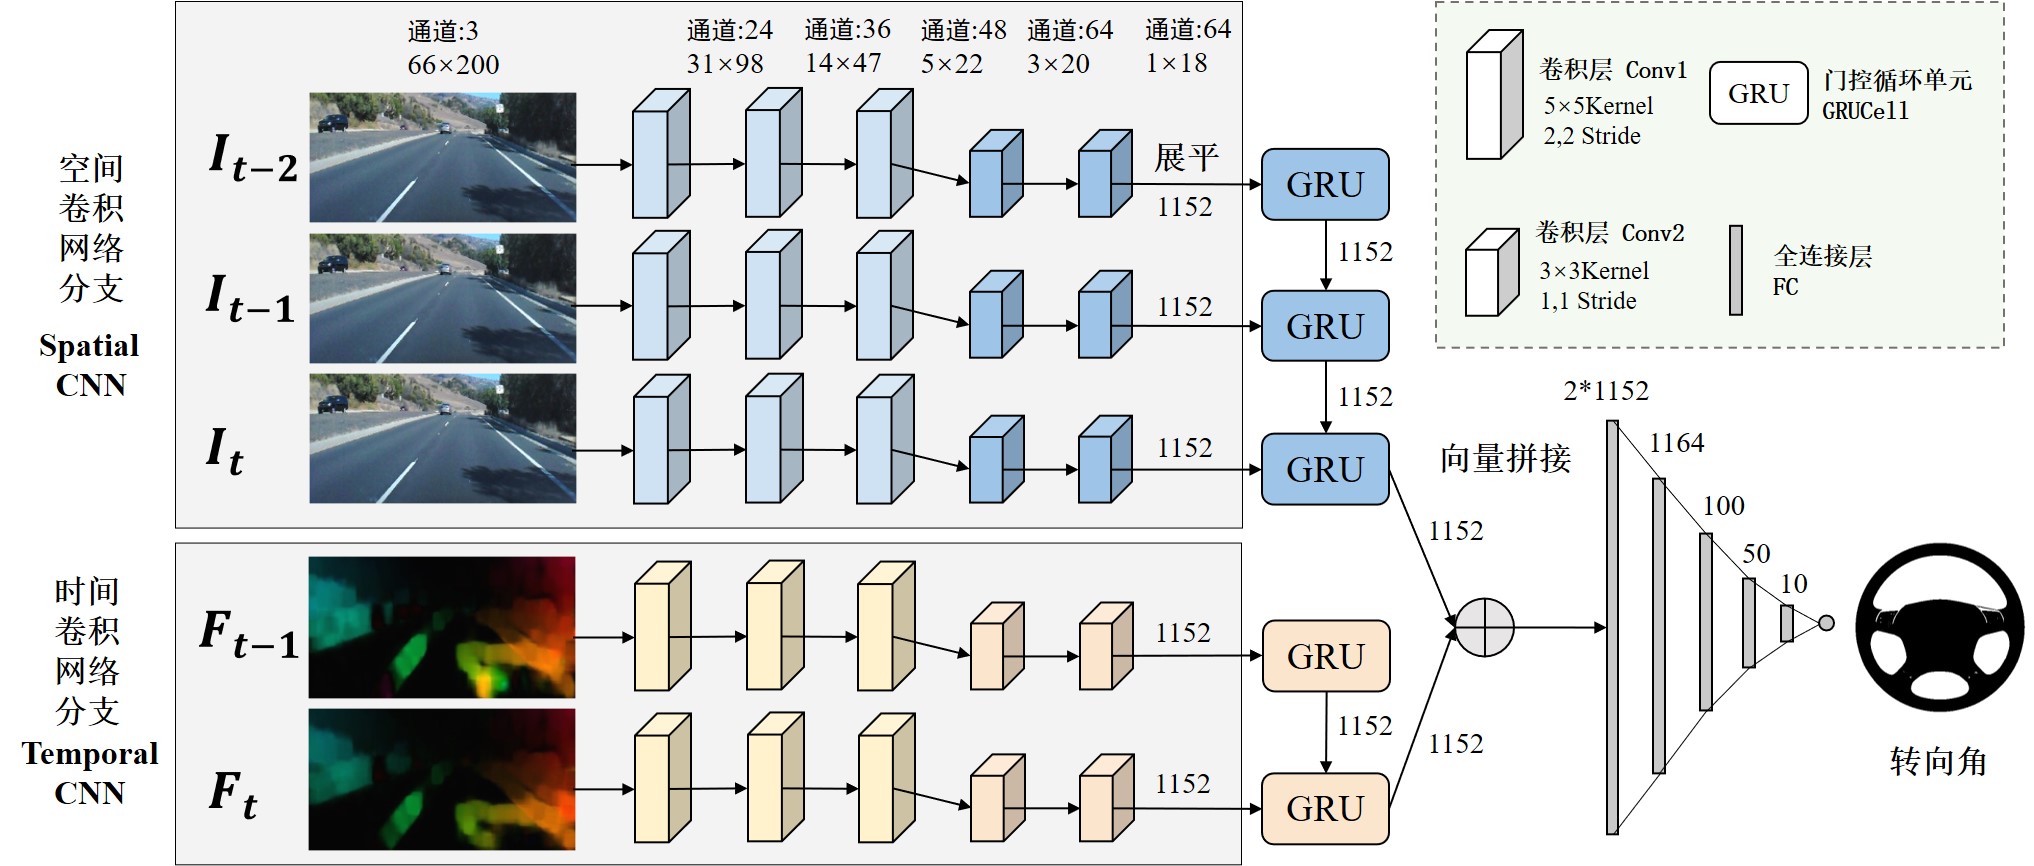 通道:3
66×200
通道:24
31×98
通道:36
14×47
通道:48
5×22
通道:64
3×20
通道:64
1×18
空间
卷积
网络
分支
Spatial
CNN
I t−2
展平
1152
GRU
1152
I t−1
1152
GRU
1152
I t
1152
GRU
1152
时间
卷积
网络
分支
Temporal
CNN
F t−1
1152
GRU
1152
F t
1152
GRU
1152
卷积层 Conv1
5×5Kernel
2,2 Stride
GRU
门控循环单元
GRUCell
卷积层 Conv2
3×3Kernel
1,1 Stride
全连接层
FC
向量拼接
2*1152
1164
100
50
10
转向角